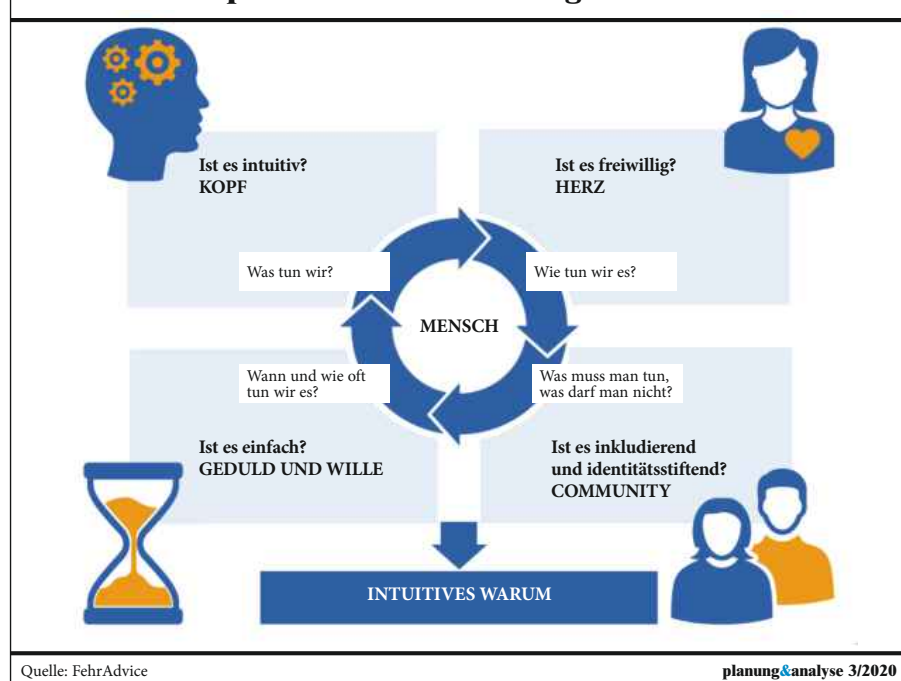 Ist es intuitiv?
KOPF
Ist es freiwillig?
HERZ
Was tun wir?
Wie tun wir es?
MENSCH
Wann und wie oft
tun wir es?
Was muss man tun,
was darf man nicht?
Ist es einfach?
GEDULD UND WILLE
Ist es inkludierend
und identitätsstiftend?
COMMUNITY
INTUITIVES WARUM
Quelle: FehrAdvice
planung&analyse 3/2020